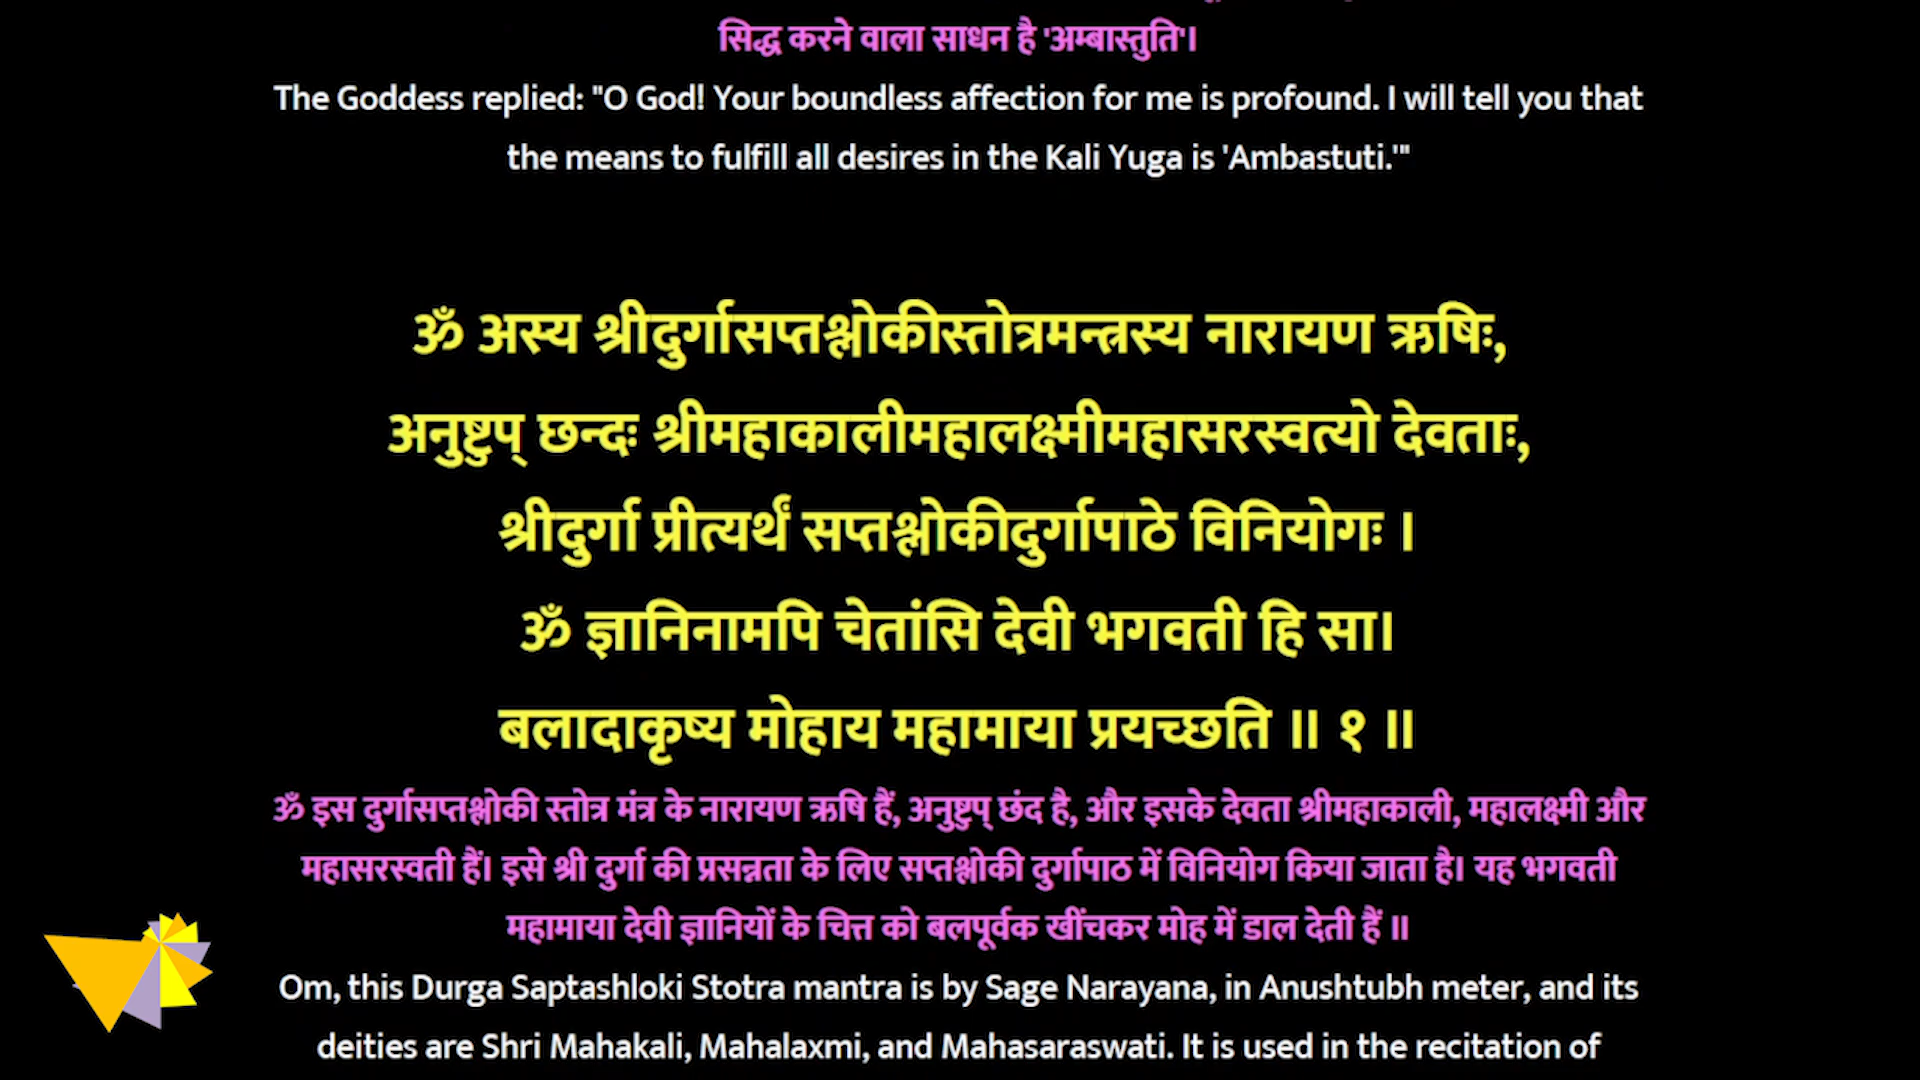 सिद्ध करने वाला साधन है 'अम्बास्तुति'।
The Goddess replied: "O God! Your boundless affection for me is profound. I will tell you that
the means to fulfill all desires in the Kali Yuga is 'Ambastuti.'"
ॐ अस्य श्रीदुर्गासप्तश्लोकीस्तोत्रमन्त्रस्य नारायण ऋषिः,
अनुष्टुप् छन्दः श्रीमहाकालीमहालक्ष्मीमहासरस्वत्यो देवताः,
श्रीदुर्गा प्रीत्यर्थं सप्तश्लोकीदुर्गापाठे विनियोगः ।
ॐ ज्ञानिनामपि चेतांसि देवी भगवती हि सा।
बलादाकृष्य मोहाय महामाया प्रयच्छति ॥ १ ॥
ॐ इस दुर्गासप्तश्लोकी स्तोत्र मंत्र के नारायण ऋषि हैं, अनुष्टुप् छंद है, और इसके देवता श्रीमहाकाली, महालक्ष्मी और
महासरस्वती हैं। इसे श्री दुर्गा की प्रसन्नता के लिए सप्तश्लोकी दुर्गापाठ में विनियोग किया जाता है। यह भगवती
महामाया देवी ज्ञानियों के चित्त को बलपूर्वक खींचकर मोह में डाल देती हैं ॥
Om, this Durga Saptashloki Stotra mantra is by Sage Narayana, in Anushtubh meter, and its
deities are Shri Mahakali, Mahalaxmi, and Mahasaraswati. It is used in the recitation of